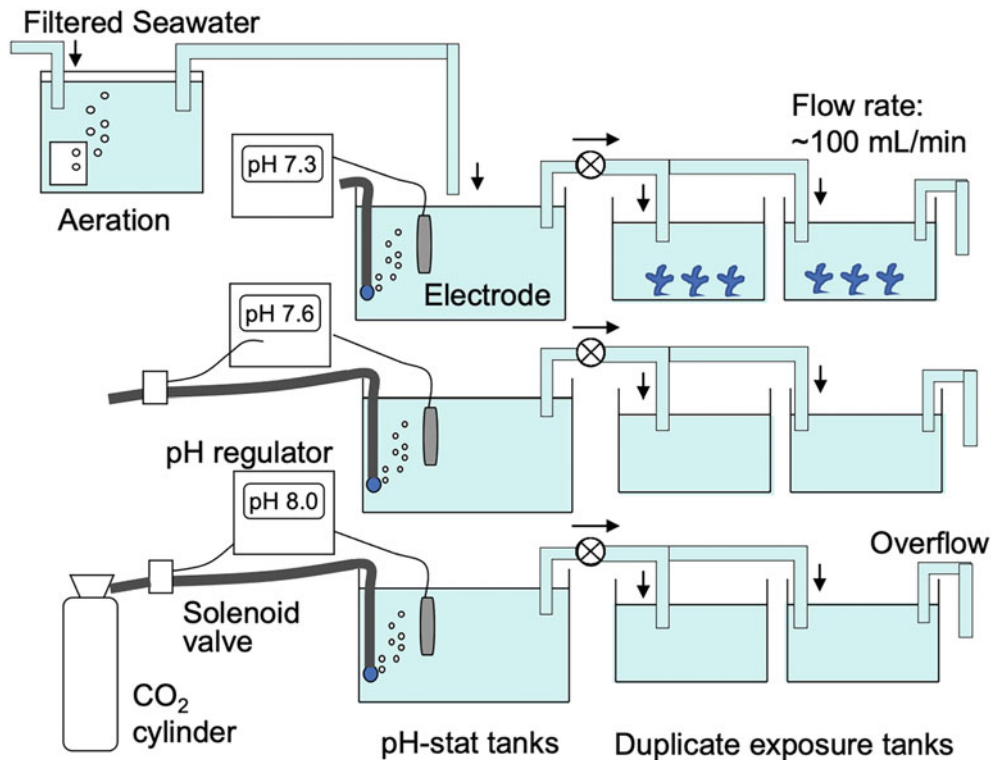 Filtered Seawater
Flow rate:
~100 mL/min
pH 7.3
Aeration
Electrode
pH 7.6
pH regulator
pH 8.0
Overflow
Solenoid
valve
CO₂
cylinder
pH-stat tanks
Duplicate exposure tanks